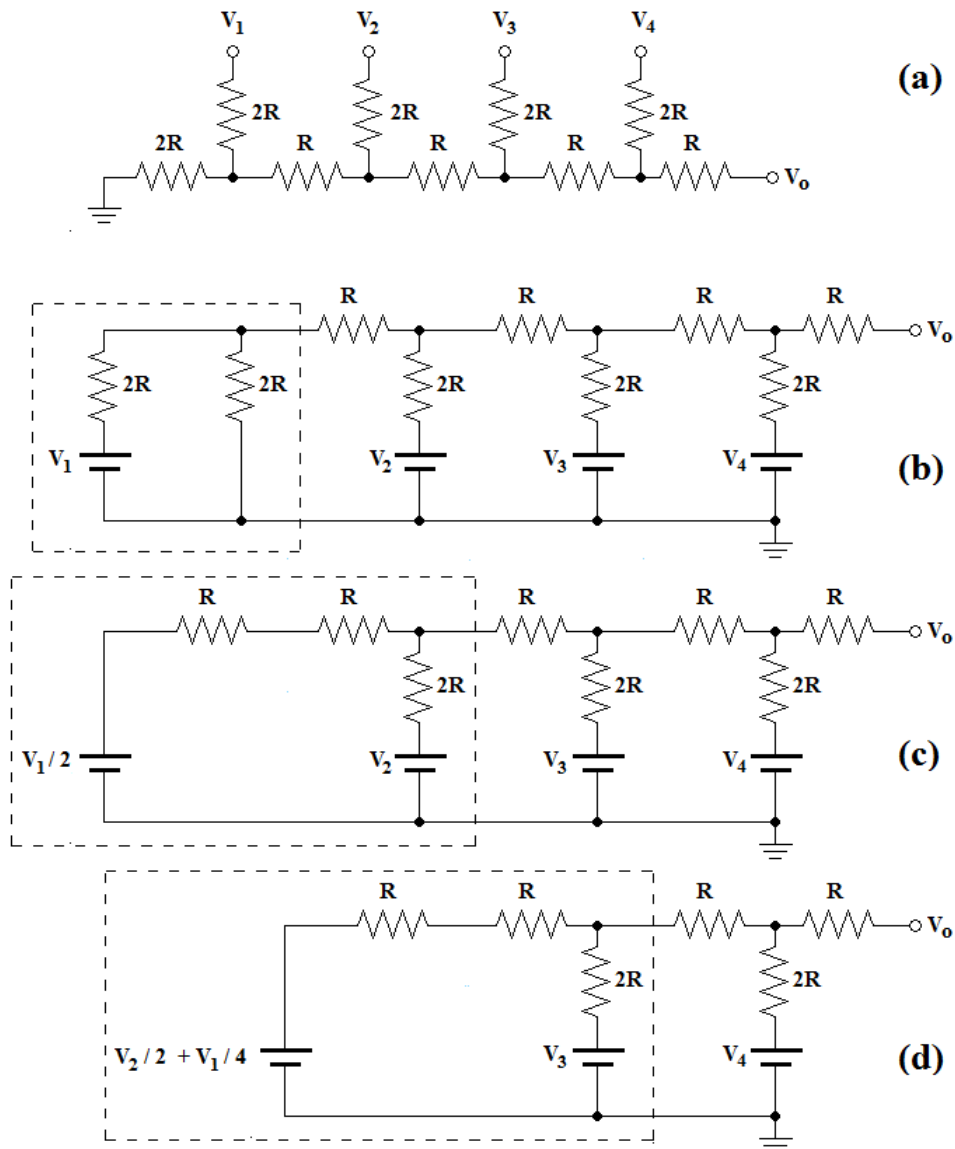 V1 V2 V3 V4
(a)
2R 2R 2R 2R
2R R R R R
Vo
R R R R
Vo
2R 2R 2R 2R 2R
V1 V2 V3 V4
(b)
R R R R R
Vo
2R 2R 2R
V1 / 2 V2 V3 V4
(c)
R R R R
Vo
2R 2R
V2 / 2 + V1 / 4 V3 V4
(d)